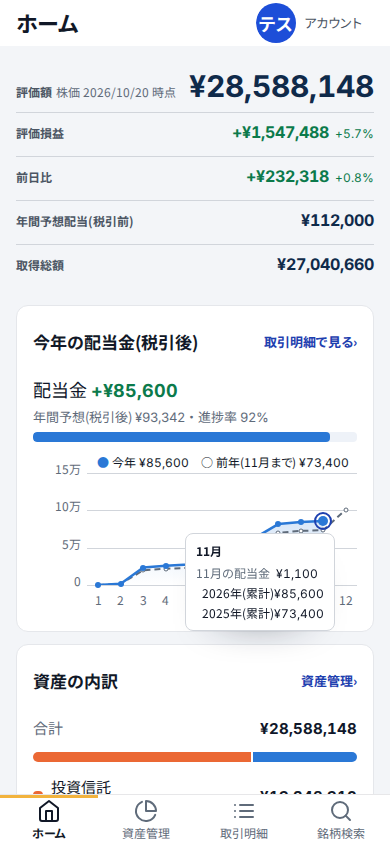 ホーム
テス アカウント
評価額 株価 2026/10/20 時点 ¥28,588,148
評価損益 +¥1,547,488 +5.7%
前日比 +¥232,318 +0.8%
年間予想配当(税引前) ¥112,000
取得総額 ¥27,040,660
今年の配当金(税引後) 取引明細で見る›
配当金 +¥85,600
年間予想(税引後) ¥93,342・進捗率 92%
今年 ¥85,600 前年(11月まで) ¥73,400
15万
10万
5万
0
1 2 3 4 12
11月
11月の配当金 ¥1,100
2026年(累計)¥85,600
2025年(累計)¥73,400
資産の内訳 資産管理›
合計 ¥28,588,148
投資信託
ホーム 資産管理 取引明細 銘柄検索